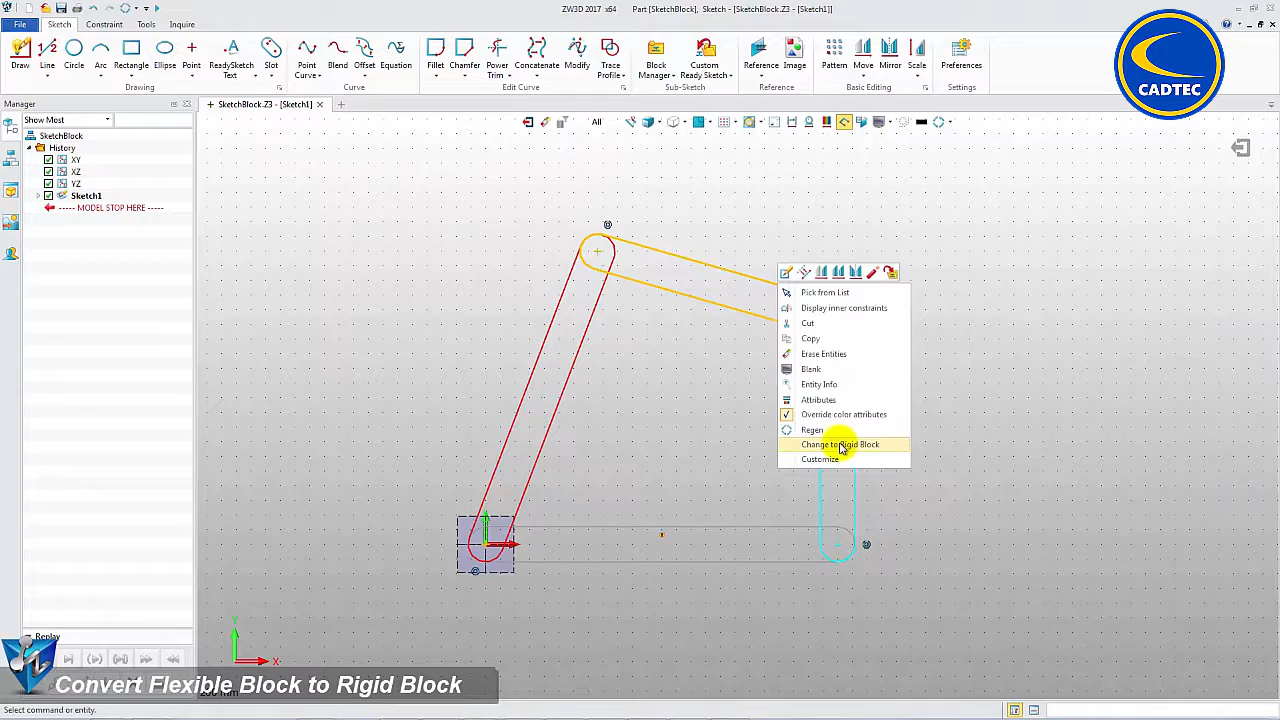 ZW3D 2017 x64
Part [SketchBlock], Sketch - [SketchBlock.Z3 - [Sketch1]]
File
Sketch
Constraint
Tools
Inquire
Draw
Line
Circle
Arc
Rectangle
Ellipse
Point
ReadySketch Text
Slot
Point Curve
Blend
Offset
Equation
Fillet
Chamfer
Power Trim
Concatenate
Modify
Trace Profile
Block Manager
Custom Ready Sketch
Reference
Image
Pattern
Move
Mirror
Scale
Preferences
Drawing
Curve
Edit Curve
Sub-Sketch
Reference
Basic Editing
Settings
CADTEC
Manager
SketchBlock.Z3 - [Sketch1]
Show Most
All
SketchBlock
History
XY
XZ
YZ
Sketch1
----- MODEL STOP HERE -----
Pick from List
Display inner constraints
Cut
Copy
Erase Entities
Blank
Entity Info
Attributes
Override color attributes
Regen
Change to Rigid Block
Customize
Replay
Y
X
Convert Flexible Block to Rigid Block
Select command or entity.